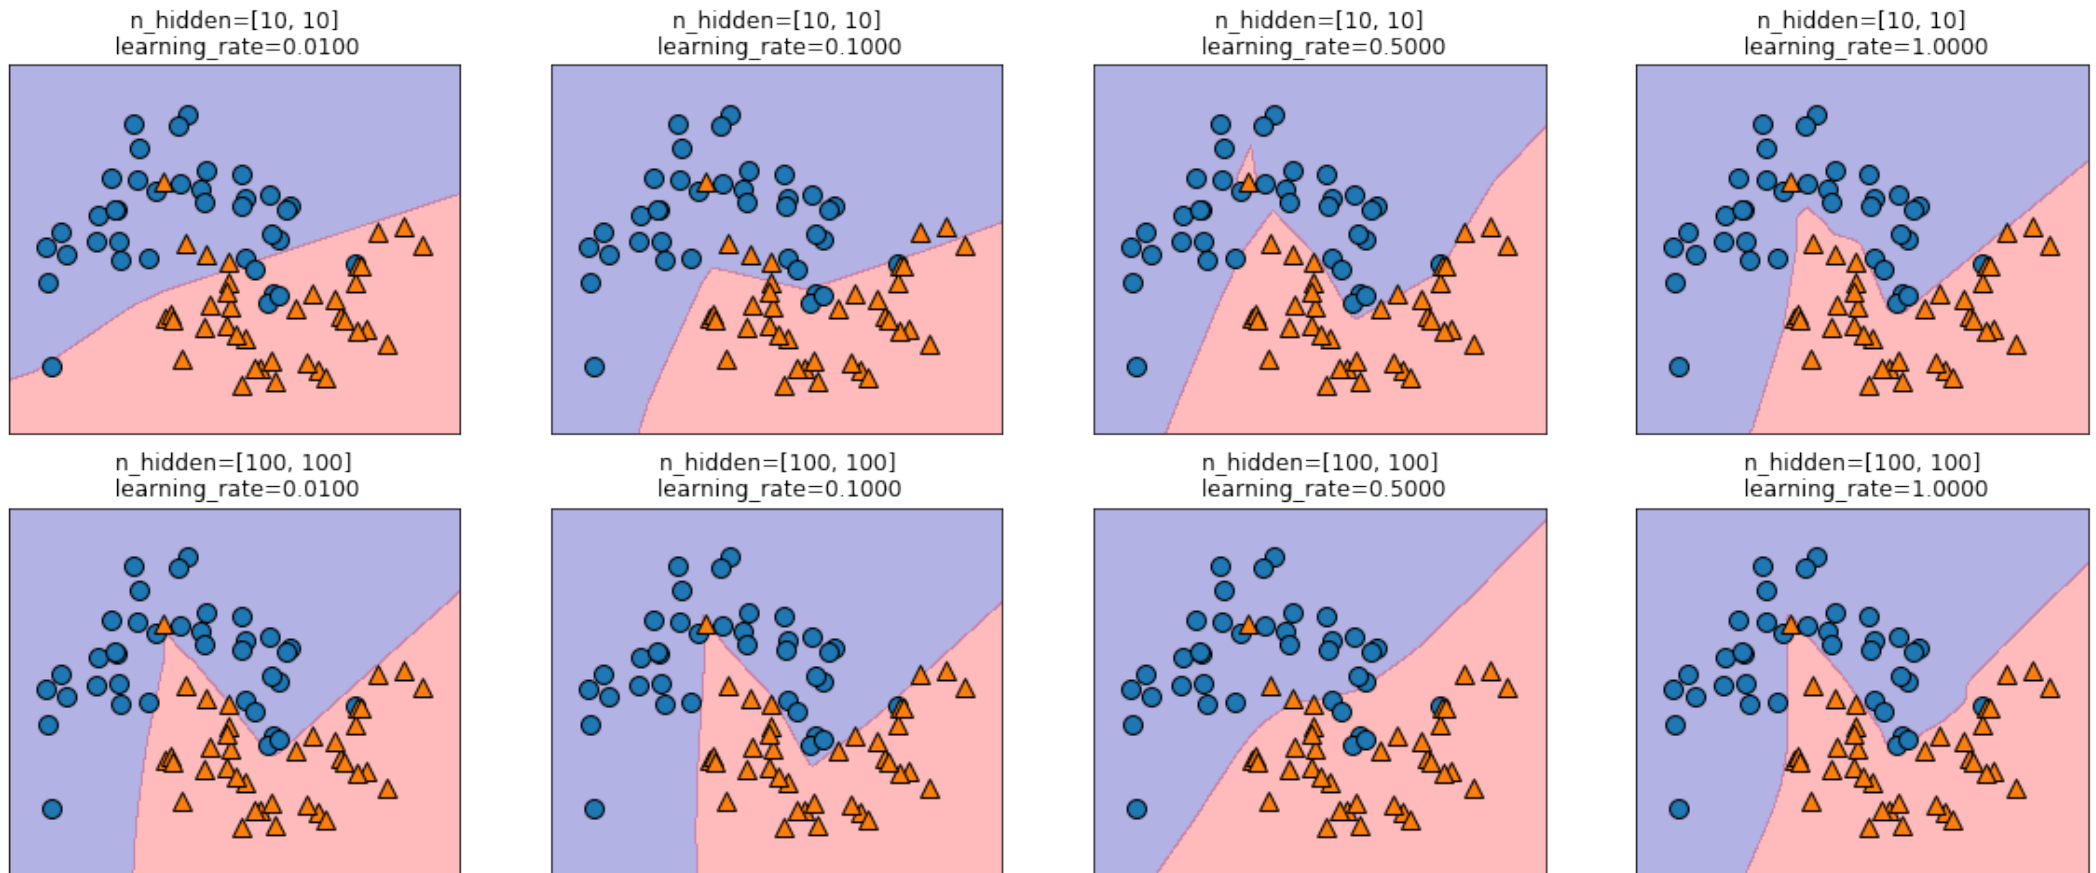 n_hidden=[10, 10]
learning_rate=0.0100
n_hidden=[10, 10]
learning_rate=0.1000
n_hidden=[10, 10]
learning_rate=0.5000
n_hidden=[10, 10]
learning_rate=1.0000
n_hidden=[100, 100]
learning_rate=0.0100
n_hidden=[100, 100]
learning_rate=0.1000
n_hidden=[100, 100]
learning_rate=0.5000
n_hidden=[100, 100]
learning_rate=1.0000